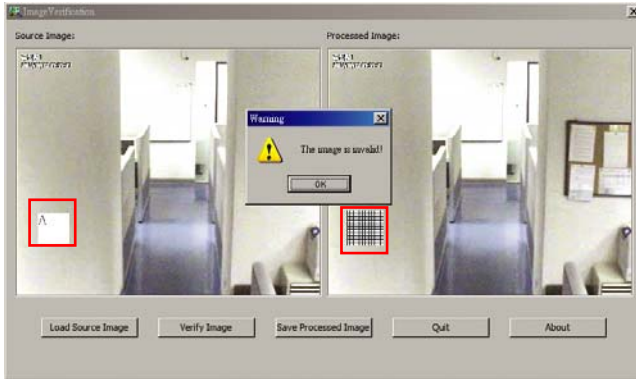 ImageVerification
Source Image:
Processed Image:
A
Warning
The image is invalid!
OK
Load Source Image
Verify Image
Save Processed Image
Quit
About